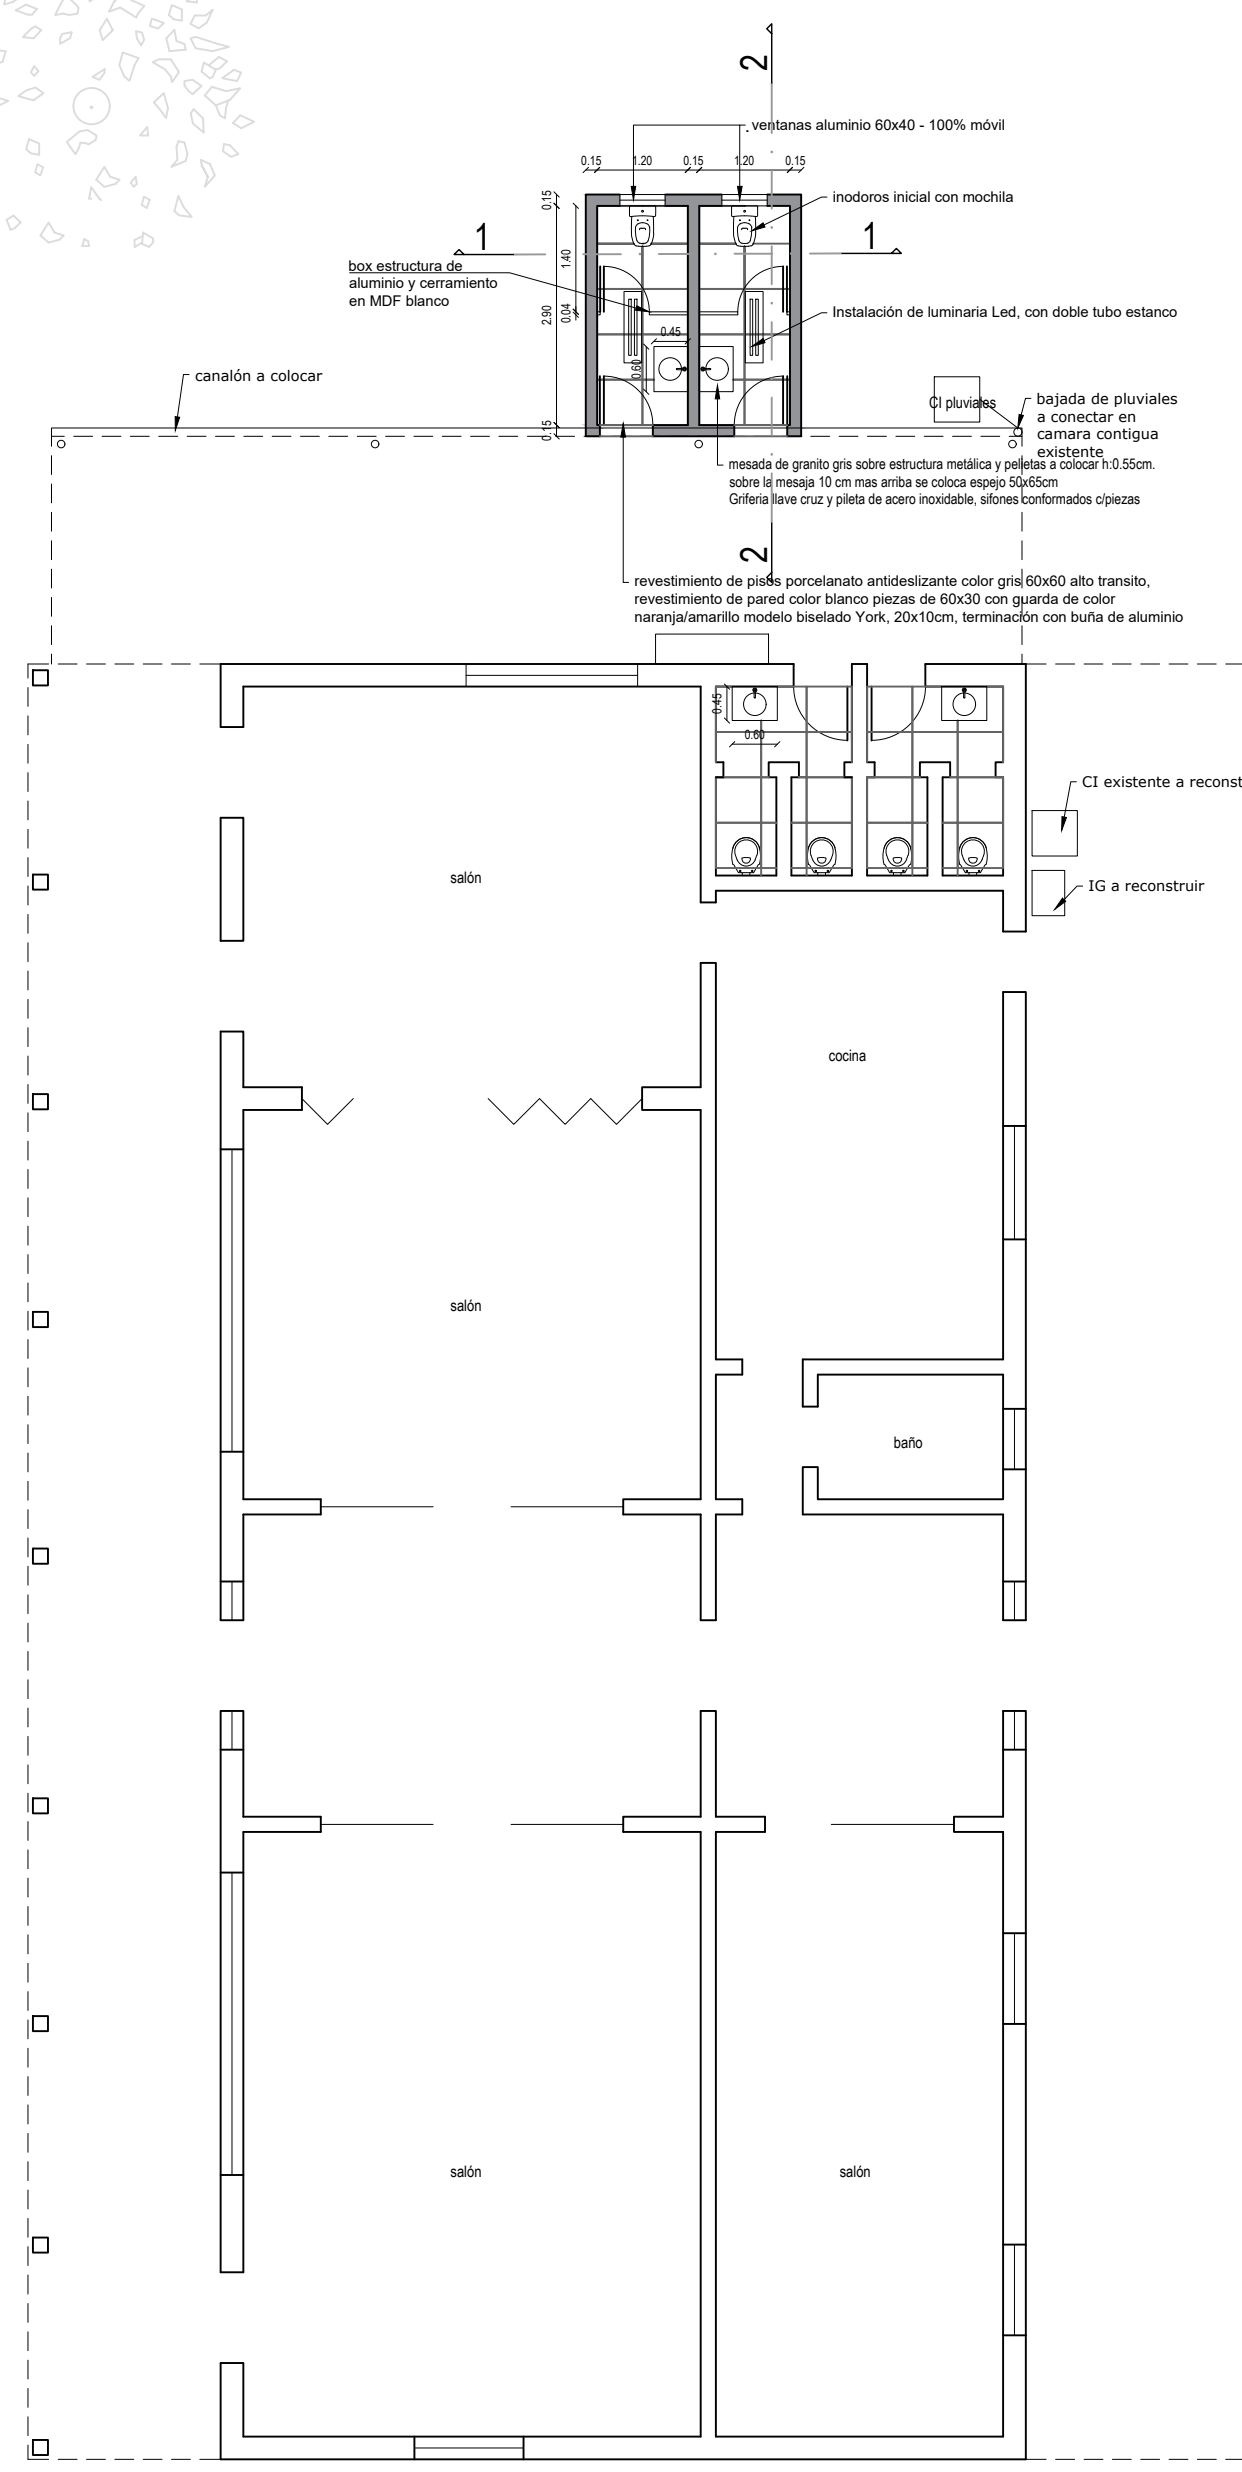 2
ventanas aluminio 60x40 - 100% móvil
0.15
1.20
0.15
1.20
0.15
0.15
inodoros inicial con mochila
1
1
1.40
box estructura de
aluminio y cerramiento
en MDF blanco
2.90
0.04
Instalación de luminaria Led, con doble tubo estanco
0.45
0.60
canalón a colocar
CI pluviales
bajada de pluviales
a conectar en
camara contigua
existente
0.15
mesada de granito gris sobre estructura metálica y pelletas a colocar h:0.55cm.
sobre la mesaja 10 cm mas arriba se coloca espejo 50x65cm
Griferia llave cruz y pileta de acero inoxidable, sifones conformados c/piezas
2
revestimiento de pisos porcelanato antideslizante color gris 60x60 alto transito,
revestimiento de pared color blanco piezas de 60x30 con guarda de color
naranja/amarillo modelo biselado York, 20x10cm, terminación con buña de aluminio
0.45
0.60
CI existente a reconst
salón
IG a reconstruir
cocina
salón
baño
salón
salón